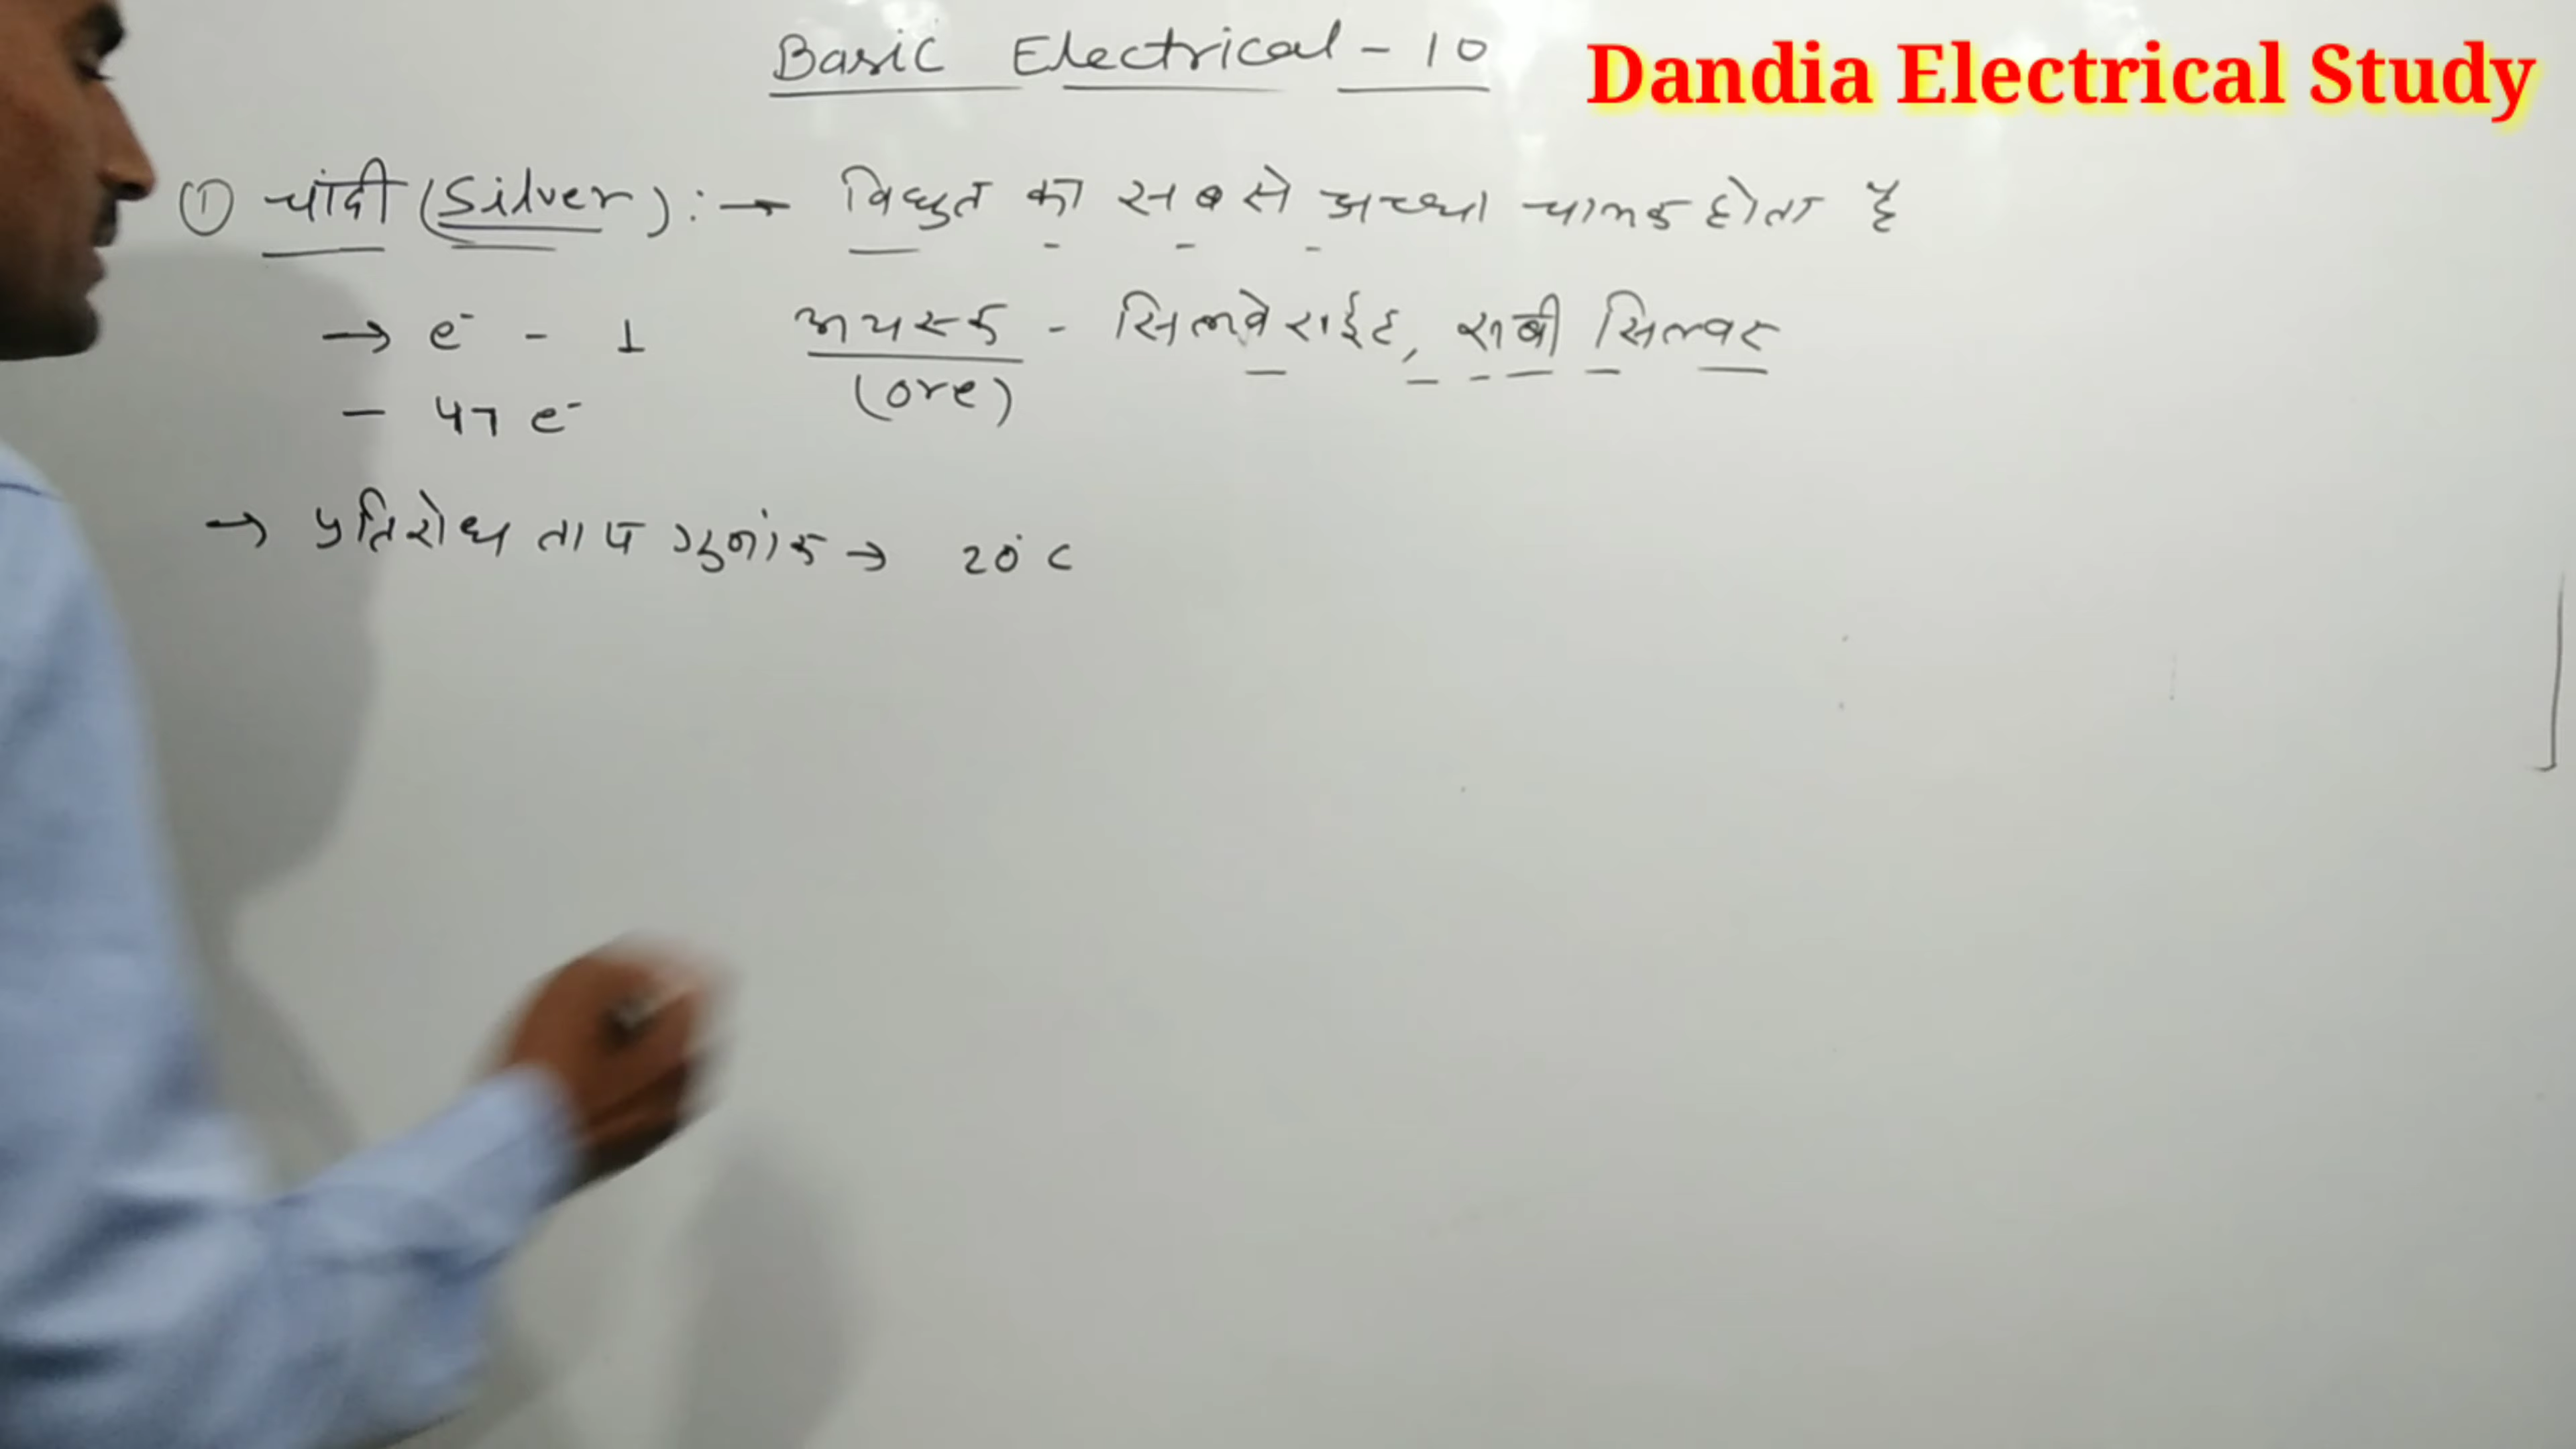 Basic Electrical - 10
Dandia Electrical Study
① चांदी (Silver) :→ विधुत का सबसे अच्छा चालक होता है
→ e⁻ - 1
अयस्क - सिलवेराईट, राबी सिल्वर
(ore)
- 47 e⁻
→ प्रतिरोध ताप गुणांक → 20°C